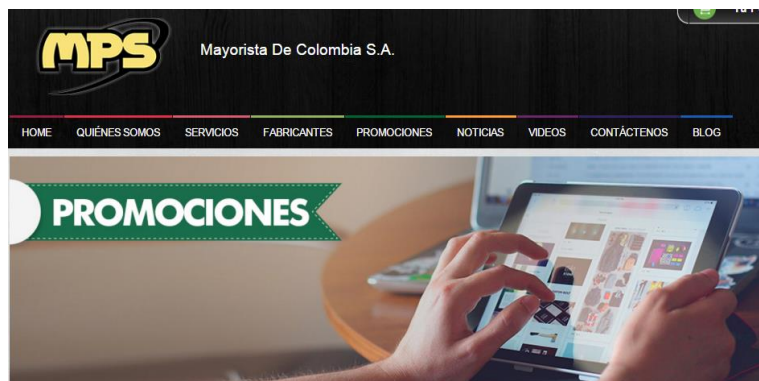 MPS
Mayorista De Colombia S.A.
HOME QUIÉNES SOMOS SERVICIOS FABRICANTES PROMOCIONES NOTICIAS VIDEOS CONTÁCTENOS BLOG
PROMOCIONES